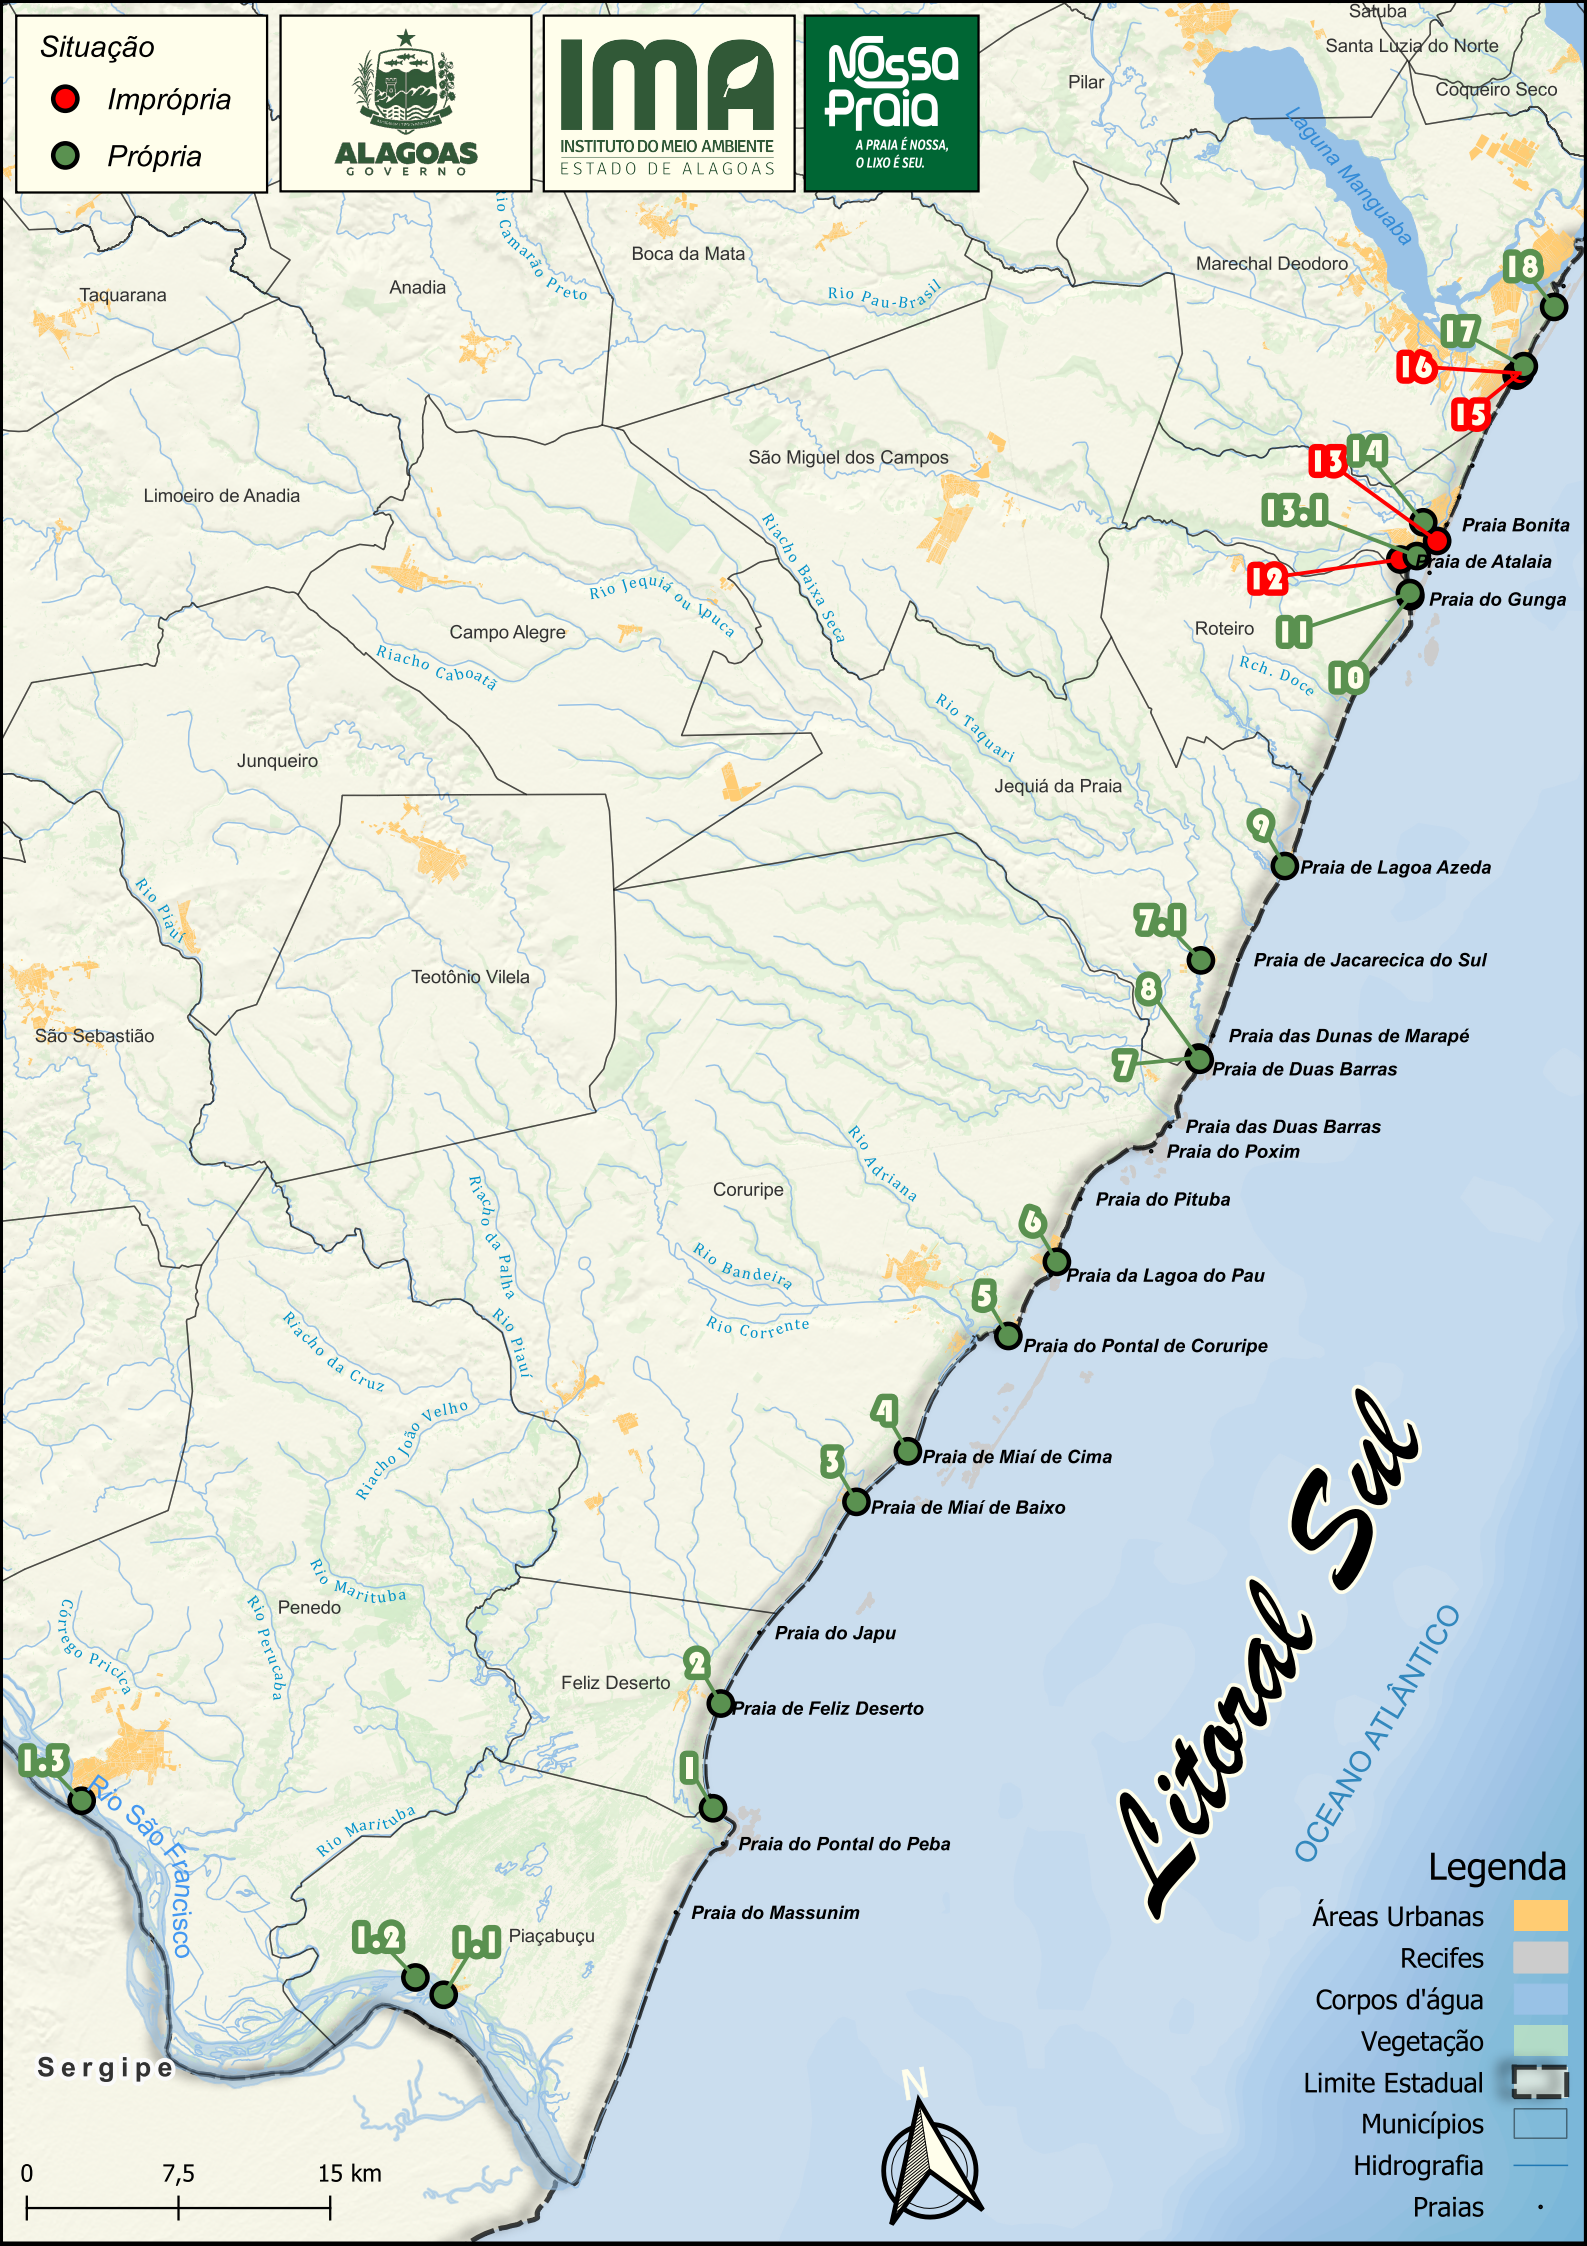 Situação
Imprópria
Própria
ALAGOAS
GOVERNO
IMA
INSTITUTO DO MEIO AMBIENTE
ESTADO DE ALAGOAS
Nossa
Praia
A PRAIA É NOSSA,
O LIXO É SEU.
Satuba
Santa Luzia do Norte
Pilar
Coqueiro Seco
Laguna Manguaba
Rio Camarão Preto
Boca da Mata
Marechal Deodoro
18
Anadia
Taquarana
Rio Pau-Brasil
17
16
15
São Miguel dos Campos
13
14
Limoeiro de Anadia
13.1
Praia Bonita
Riacho Baixa Seca
Praia de Atalaia
12
Rio Jequiá ou Ipuca
Praia do Gunga
Campo Alegre
Roteiro
11
Riacho Caboatã
Rch. Doce
10
Rio Taquari
Junqueiro
Jequiá da Praia
9
Praia de Lagoa Azeda
Rio Piauí
7.1
Praia de Jacarecica do Sul
Teotônio Vilela
8
São Sebastião
Praia das Dunas de Marapé
7
Praia de Duas Barras
Praia das Duas Barras
Praia do Poxim
Rio Adriana
Coruripe
Praia do Pituba
Riacho da Palha
6
Rio Bandeira
Praia da Lagoa do Pau
5
Rio Corrente
Riacho da Cruz
Rio Piauí
Praia do Pontal de Coruripe
Riacho João Velho
4
Praia de Miaí de Cima
3
Praia de Miaí de Baixo
Litoral Sul
Rio Marituba
Penedo
Córrego Pricica
Rio Perucaba
Praia do Japu
OCEANO ATLÂNTICO
2
Feliz Deserto
Praia de Feliz Deserto
1.3
1
Rio São Francisco
Rio Marituba
Praia do Pontal do Peba
Legenda
Praia do Massunim
Áreas Urbanas
1.2
1.1
Piaçabuçu
Recifes
Corpos d'água
Vegetação
Sergipe
Limite Estadual
N
Municípios
Hidrografia
0 7,5 15 km
Praias